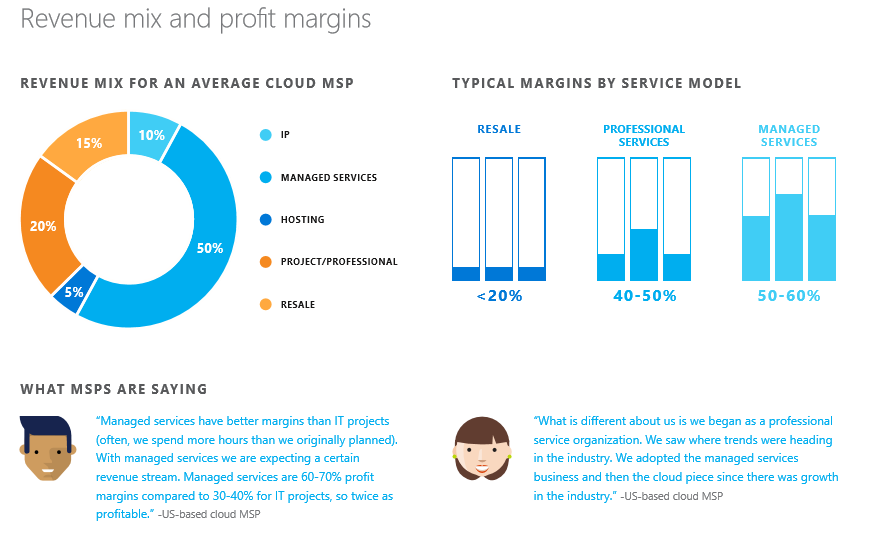 Revenue mix and profit margins
REVENUE MIX FOR AN AVERAGE CLOUD MSP
10%
50%
5%
20%
15%
IP
MANAGED SERVICES
HOSTING
PROJECT/PROFESSIONAL
RESALE
TYPICAL MARGINS BY SERVICE MODEL
RESALE
<20%
PROFESSIONAL
SERVICES
40-50%
MANAGED
SERVICES
50-60%
WHAT MSPS ARE SAYING
“Managed services have better margins than IT projects
(often, we spend more hours than we originally planned).
With managed services we are expecting a certain
revenue stream. Managed services are 60-70% profit
margins compared to 30-40% for IT projects, so twice as
profitable.” -US-based cloud MSP
“What is different about us is we began as a professional
service organization. We saw where trends were heading
in the industry. We adopted the managed services
business and then the cloud piece since there was growth
in the industry.” -US-based cloud MSP